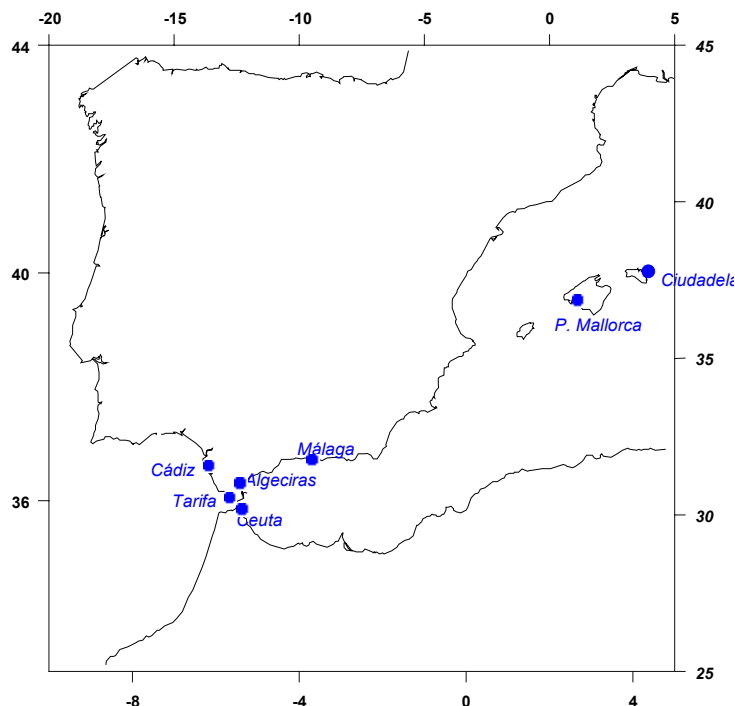 -20 -15 -10 -5 0 5
44 45
40
40 Ciudadela
P. Mallorca
35
Málaga
Cádiz Algeciras
Tarifa
36 Ceuta 30
25
-8 -4 0 4